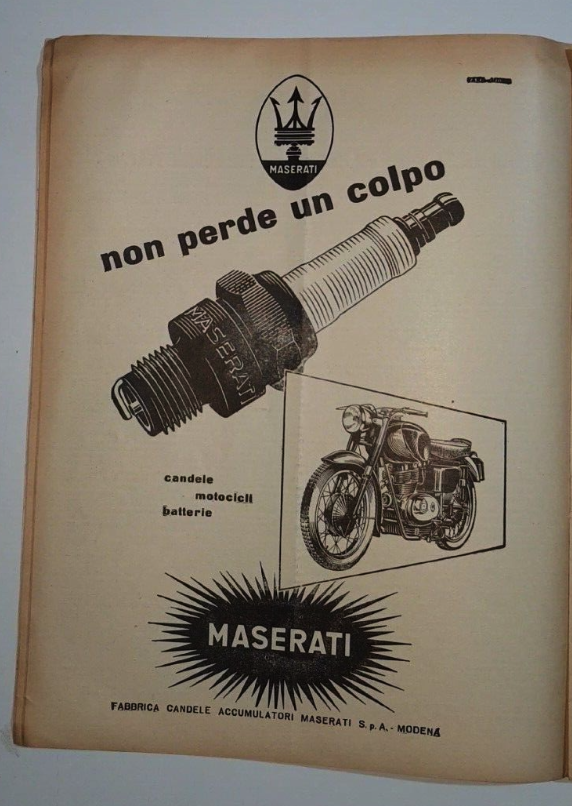 MASERATI
non perde un colpo
MASERATI
candele
motocicli
batterie
MASERATI
FABBRICA CANDELE ACCUMULATORI MASERATI S.p.A. - MODENA